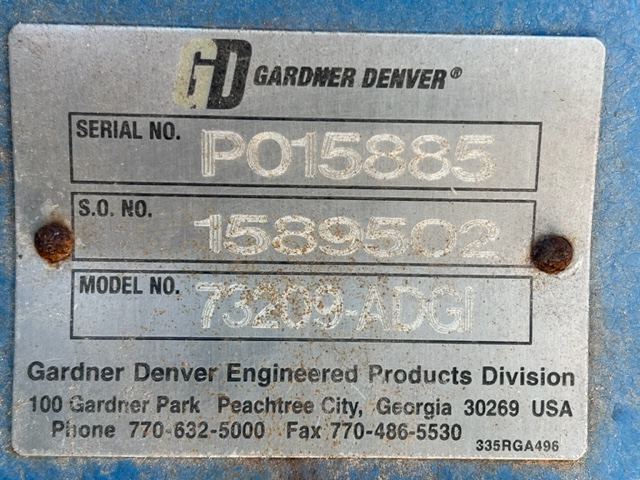 GD GARDNER DENVER®
SERIAL NO. P015885
S.O. NO. 1589502
MODEL NO. 73209-ADGI
Gardner Denver Engineered Products Division
100 Gardner Park Peachtree City, Georgia 30269 USA
Phone 770-632-5000 Fax 770-486-5530
335RGA496